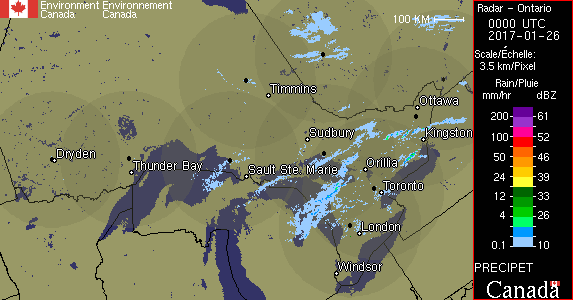 Environment Environnement
Canada Canada
100 KM
Timmins
Ottawa
Sudbury
Kingston
Dryden
Thunder Bay
Sault Ste. Marie
Orillia
Toronto
London
Windsor
Radar - Ontario
0000 UTC
2017-01-26
Scale/Échelle:
3.5 km/Pixel
Rain/Pluie
mm/hr dBZ
200 61
100 52
50 46
24 39
12 33
4 26
0.1 10
PRECIPET
Canada